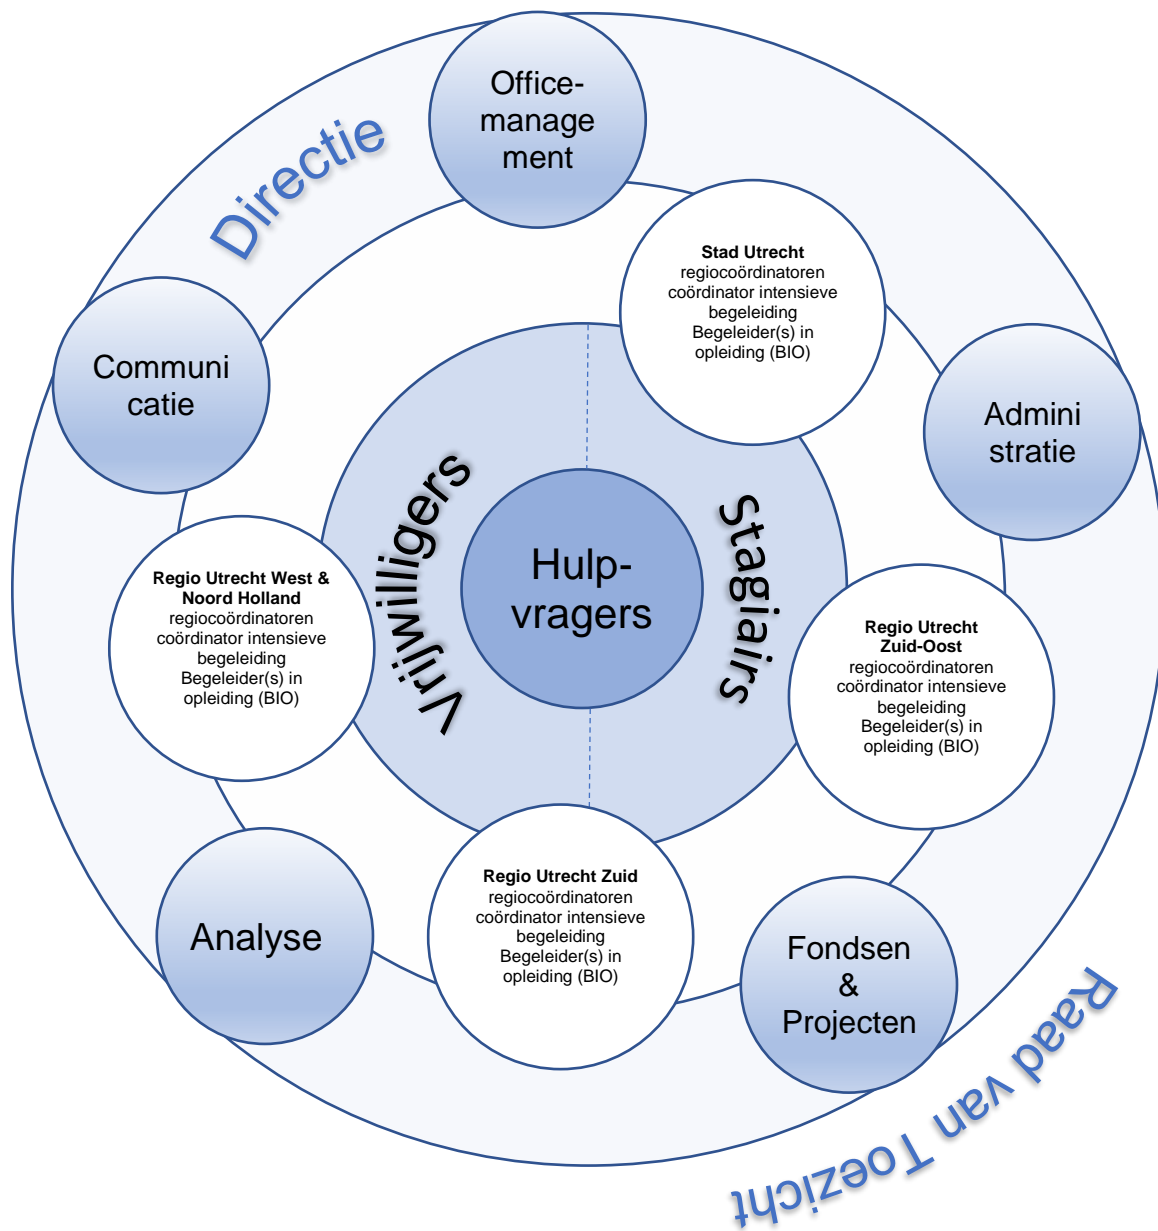 Office-
manage
ment
Directie
Stad Utrecht
regiocoördinatoren
coördinator intensieve
begeleiding
Begeleider(s) in
opleiding (BIO)
Communi
catie
Admini
stratie
Vrijwilligers
Hulp-
vragers
Stagiairs
Regio Utrecht West &
Noord Holland
regiocoördinatoren
coördinator intensieve
begeleiding
Begeleider(s) in
opleiding (BIO)
Regio Utrecht
Zuid-Oost
regiocoördinatoren
coördinator intensieve
begeleiding
Begeleider(s) in
opleiding (BIO)
Regio Utrecht Zuid
regiocoördinatoren
coördinator intensieve
begeleiding
Begeleider(s) in
opleiding (BIO)
Analyse
Fondsen
&
Projecten
Raad van Toezicht